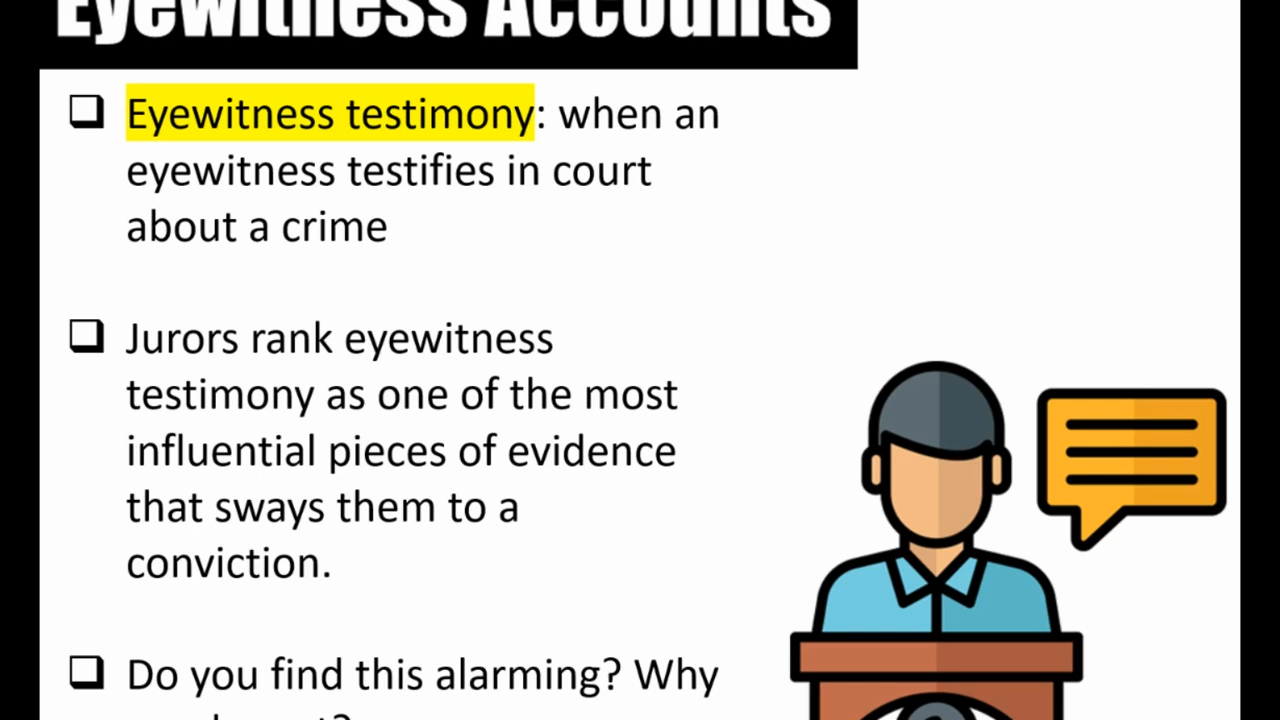 Eyewitness Accounts
Eyewitness testimony: when an
eyewitness testifies in court
about a crime
Jurors rank eyewitness
testimony as one of the most
influential pieces of evidence
that sways them to a
conviction.
Do you find this alarming? Why